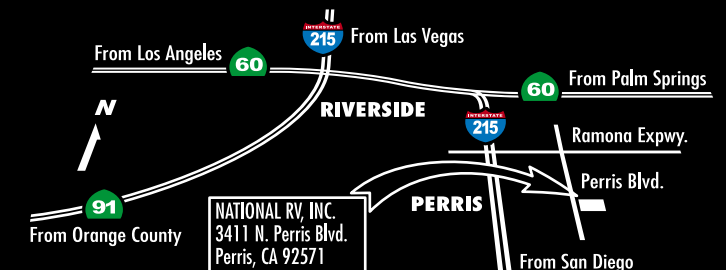 INTERSTATE
215
From Las Vegas
From Los Angeles
60
From Palm Springs
60
N
RIVERSIDE
INTERSTATE
215
Ramona Expwy.
Perris Blvd.
91
PERRIS
From Orange County
NATIONAL RV, INC.
3411 N. Perris Blvd.
Perris, CA 92571
From San Diego